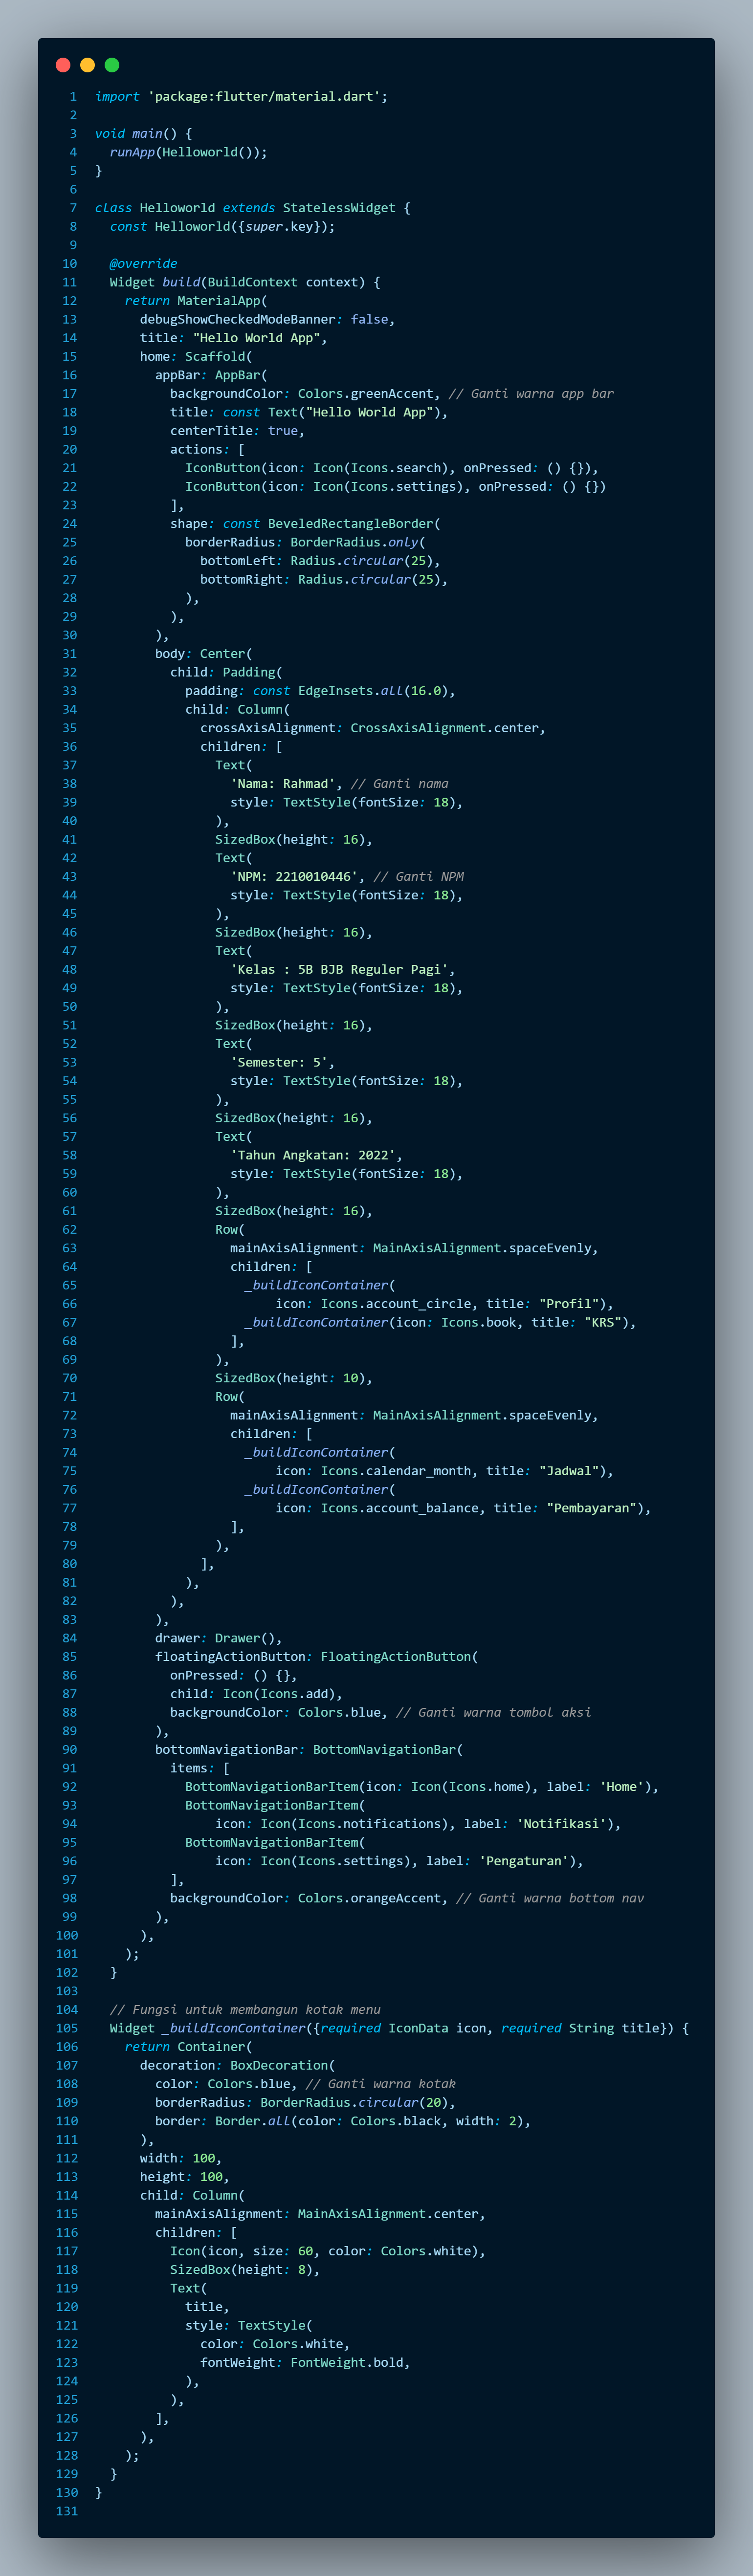 1 import 'package:flutter/material.dart';
2
3 void main() {
4   runApp(Helloworld());
5 }
6
7 class Helloworld extends StatelessWidget {
8   const Helloworld({super.key});
9
10   @override
11   Widget build(BuildContext context) {
12     return MaterialApp(
13       debugShowCheckedModeBanner: false,
14       title: "Hello World App",
15       home: Scaffold(
16         appBar: AppBar(
17           backgroundColor: Colors.greenAccent, // Ganti warna app bar
18           title: const Text("Hello World App"),
19           centerTitle: true,
20           actions: [
21             IconButton(icon: Icon(Icons.search), onPressed: () {}),
22             IconButton(icon: Icon(Icons.settings), onPressed: () {})
23           ],
24           shape: const BeveledRectangleBorder(
25             borderRadius: BorderRadius.only(
26               bottomLeft: Radius.circular(25),
27               bottomRight: Radius.circular(25),
28             ),
29           ),
30         ),
31         body: Center(
32           child: Padding(
33             padding: const EdgeInsets.all(16.0),
34             child: Column(
35               crossAxisAlignment: CrossAxisAlignment.center,
36               children: [
37                 Text(
38                   'Nama: Rahmad', // Ganti nama
39                   style: TextStyle(fontSize: 18),
40                 ),
41                 SizedBox(height: 16),
42                 Text(
43                   'NPM: 2210010446', // Ganti NPM
44                   style: TextStyle(fontSize: 18),
45                 ),
46                 SizedBox(height: 16),
47                 Text(
48                   'Kelas : 5B BJB Reguler Pagi',
49                   style: TextStyle(fontSize: 18),
50                 ),
51                 SizedBox(height: 16),
52                 Text(
53                   'Semester: 5',
54                   style: TextStyle(fontSize: 18),
55                 ),
56                 SizedBox(height: 16),
57                 Text(
58                   'Tahun Angkatan: 2022',
59                   style: TextStyle(fontSize: 18),
60                 ),
61                 SizedBox(height: 16),
62                 Row(
63                   mainAxisAlignment: MainAxisAlignment.spaceEvenly,
64                   children: [
65                     _buildIconContainer(
66                         icon: Icons.account_circle, title: "Profil"),
67                     _buildIconContainer(icon: Icons.book, title: "KRS"),
68                   ],
69                 ),
70                 SizedBox(height: 10),
71                 Row(
72                   mainAxisAlignment: MainAxisAlignment.spaceEvenly,
73                   children: [
74                     _buildIconContainer(
75                         icon: Icons.calendar_month, title: "Jadwal"),
76                     _buildIconContainer(
77                         icon: Icons.account_balance, title: "Pembayaran"),
78                   ],
79                 ),
80               ],
81             ),
82           ),
83         ),
84         drawer: Drawer(),
85         floatingActionButton: FloatingActionButton(
86           onPressed: () {},
87           child: Icon(Icons.add),
88           backgroundColor: Colors.blue, // Ganti warna tombol aksi
89         ),
90         bottomNavigationBar: BottomNavigationBar(
91           items: [
92             BottomNavigationBarItem(icon: Icon(Icons.home), label: 'Home'),
93             BottomNavigationBarItem(
94                 icon: Icon(Icons.notifications), label: 'Notifikasi'),
95             BottomNavigationBarItem(
96                 icon: Icon(Icons.settings), label: 'Pengaturan'),
97           ],
98           backgroundColor: Colors.orangeAccent, // Ganti warna bottom nav
99         ),
100       ),
101     );
102   }
103
104   // Fungsi untuk membangun kotak menu
105   Widget _buildIconContainer({required IconData icon, required String title}) {
106     return Container(
107       decoration: BoxDecoration(
108         color: Colors.blue, // Ganti warna kotak
109         borderRadius: BorderRadius.circular(20),
110         border: Border.all(color: Colors.black, width: 2),
111       ),
112       width: 100,
113       height: 100,
114       child: Column(
115         mainAxisAlignment: MainAxisAlignment.center,
116         children: [
117           Icon(icon, size: 60, color: Colors.white),
118           SizedBox(height: 8),
119           Text(
120             title,
121             style: TextStyle(
122               color: Colors.white,
123               fontWeight: FontWeight.bold,
124             ),
125           ),
126         ],
127       ),
128     );
129   }
130 }
131